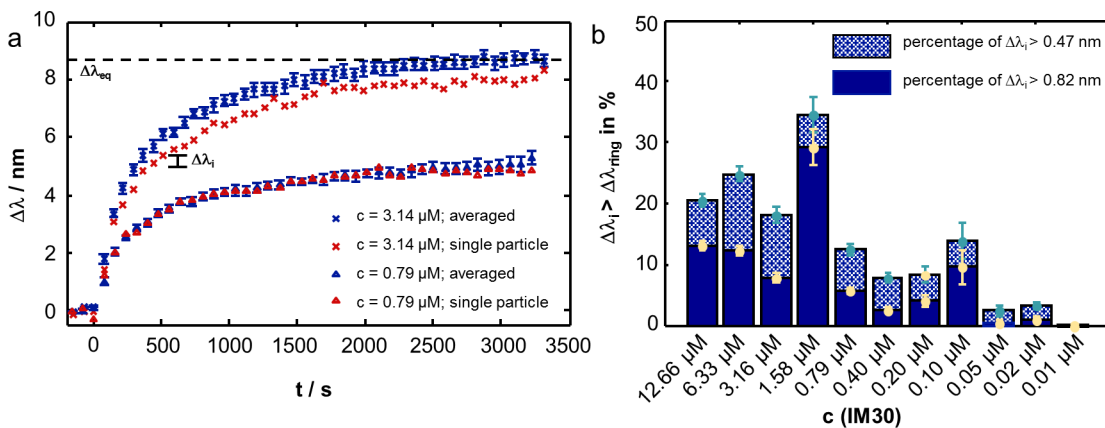 a
Δλ / nm
10
8
6
4
2
0
Δλeq
Δλi
c = 3.14 µM; averaged
c = 3.14 µM; single particle
c = 0.79 µM; averaged
c = 0.79 µM; single particle
0 500 1000 1500 2000 2500 3000 3500
t / s
b
Δλi > Δλring in %
50
40
30
20
10
0
percentage of Δλi > 0.47 nm
percentage of Δλi > 0.82 nm
12.66 µM
6.33 µM
3.16 µM
1.58 µM
0.79 µM
0.40 µM
0.20 µM
0.10 µM
0.05 µM
0.02 µM
0.01 µM
c (IM30)